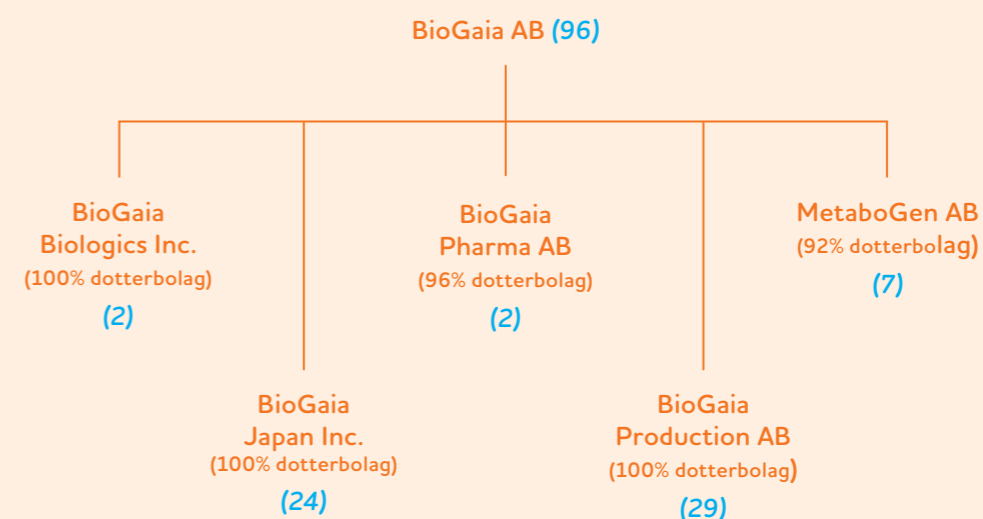 BioGaia AB (96)
BioGaia
Biologics Inc.
(100% dotterbolag)
(2)
BioGaia
Pharma AB
(96% dotterbolag)
(2)
MetaboGen AB
(92% dotterbolag)
(7)
BioGaia
Japan Inc.
(100% dotterbolag)
(24)
BioGaia
Production AB
(100% dotterbolag)
(29)